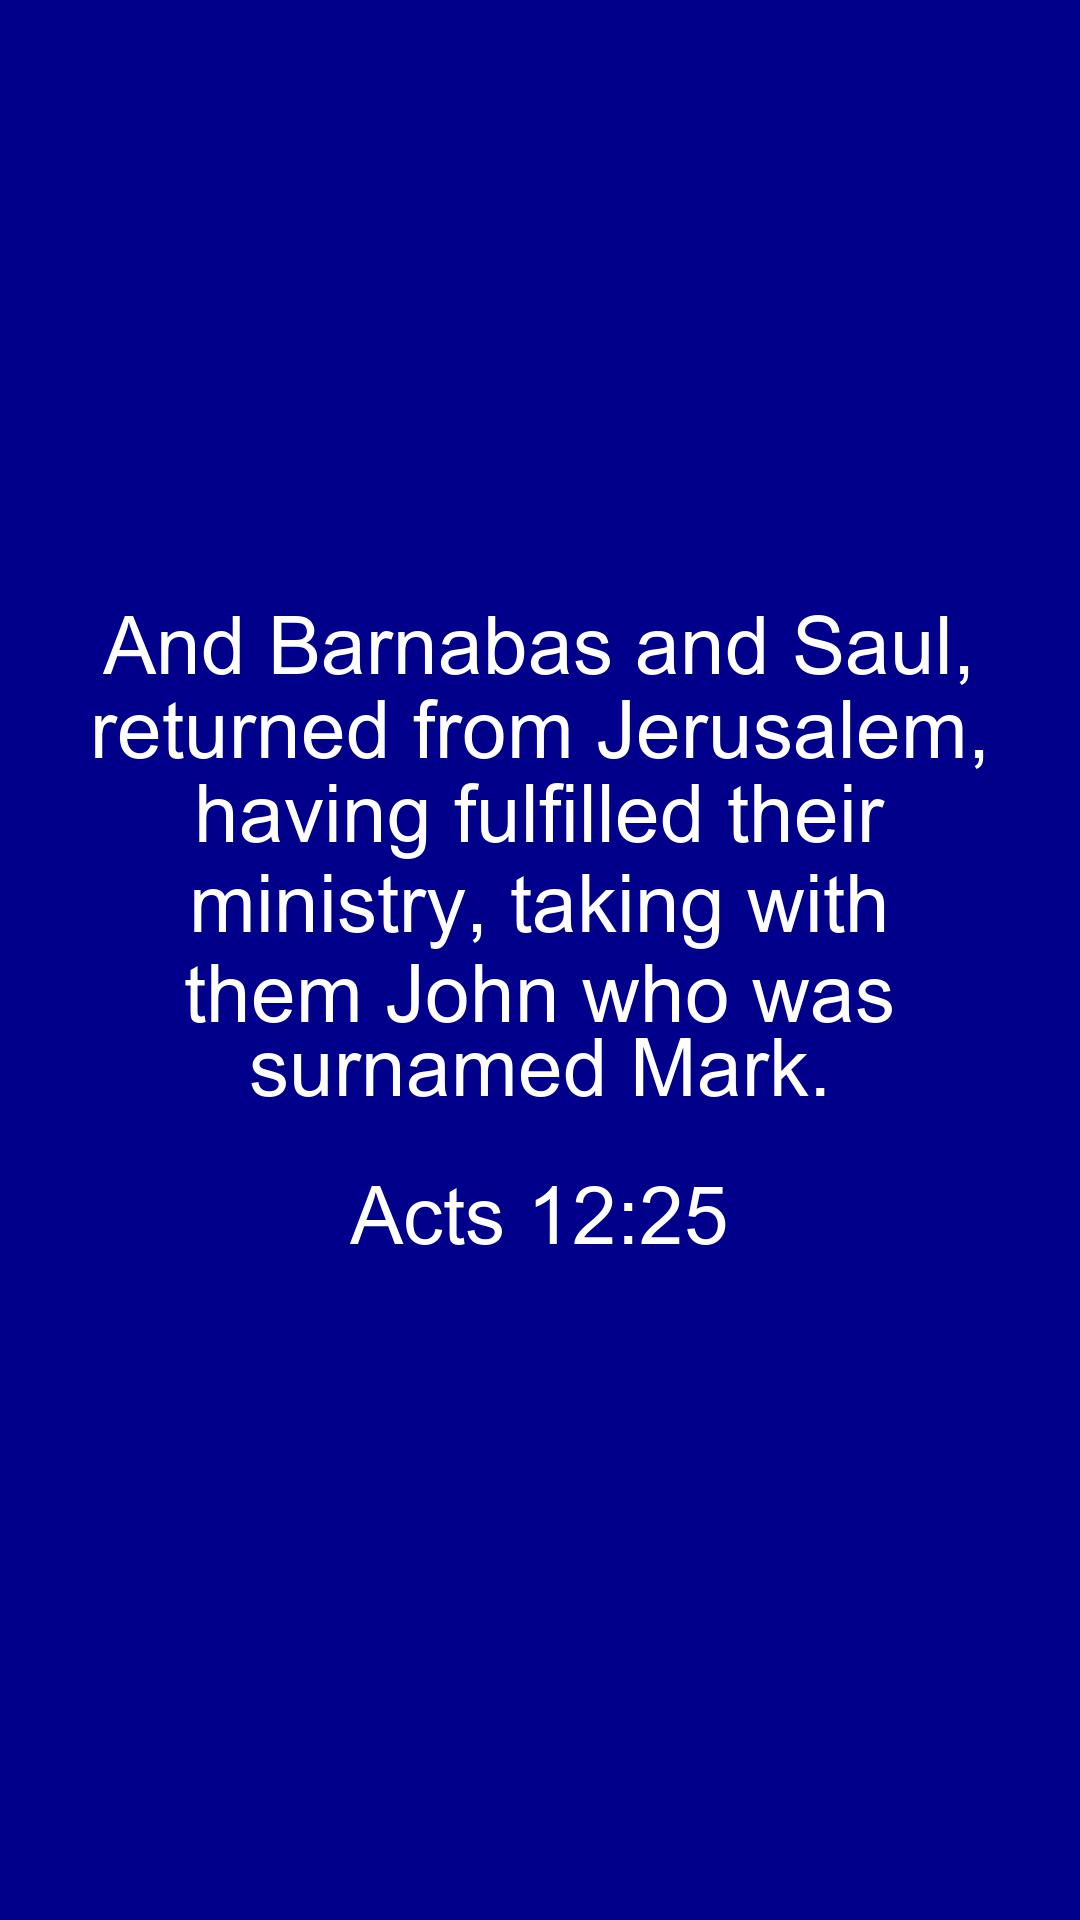 And Barnabas and Saul,
returned from Jerusalem,
having fulfilled their
ministry, taking with
them John who was
surnamed Mark.
Acts 12:25